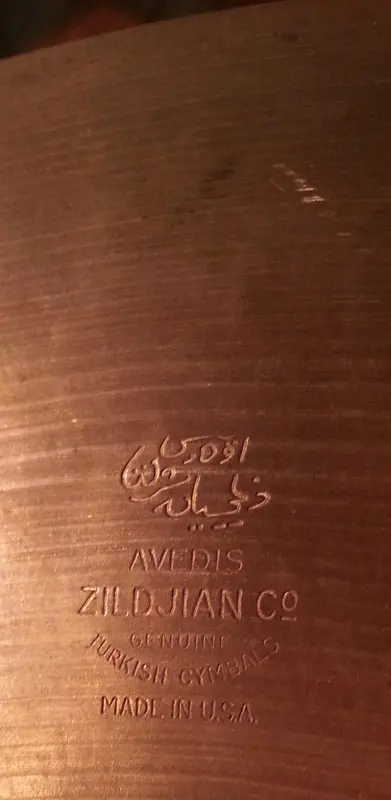 AVEDIS
ZILDJIAN Cº
GENUINE
TURKISH CYMBALS
MADE IN U.S.A.